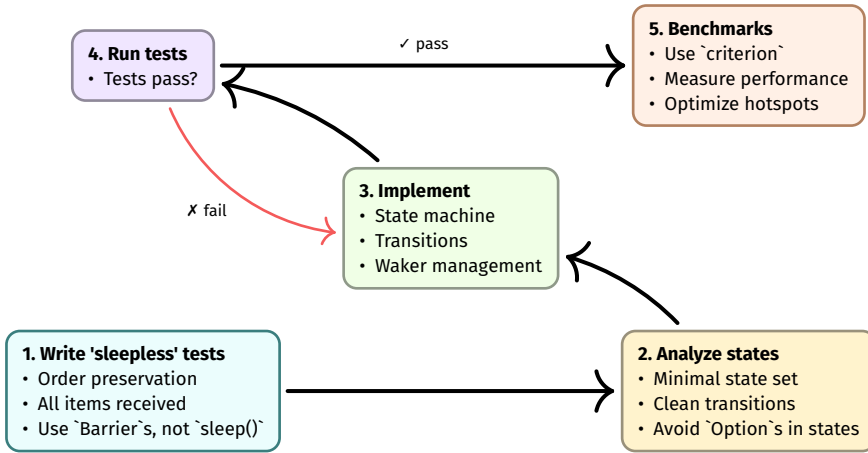 4. Run tests
• Tests pass?
✓ pass
5. Benchmarks
• Use `criterion`
• Measure performance
• Optimize hotspots
✗ fail
3. Implement
• State machine
• Transitions
• Waker management
1. Write 'sleepless' tests
• Order preservation
• All items received
• Use `Barrier`s, not `sleep()`
2. Analyze states
• Minimal state set
• Clean transitions
• Avoid `Option`s in states